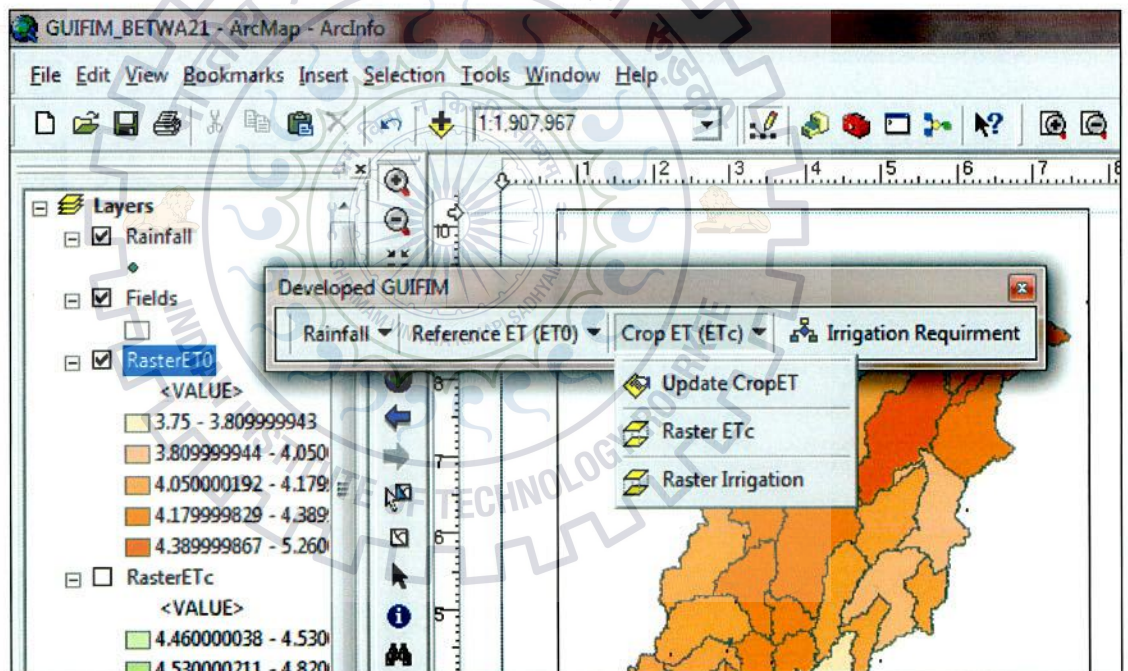 GUIFIM_BETWA21 - ArcMap - ArcInfo
File Edit View Bookmarks Insert Selection Tools Window Help
1:1,907,967
1 2 3 4 5 6 7 8
Layers
Rainfall
Fields
RasterET0
<VALUE>
3.75 - 3.809999943
3.809999944 - 4.050
4.050000192 - 4.179
4.179999829 - 4.389
4.389999867 - 5.260
RasterETc
<VALUE>
4.460000038 - 4.530
4.530000211 - 4.820
10
8
7
6
5
Developed GUIFIM
Rainfall Reference ET (ET0) Crop ET (ETc) Irrigation Requirment
Update CropET
Raster ETc
Raster Irrigation
OF TECHNOLOGY ROORKEE